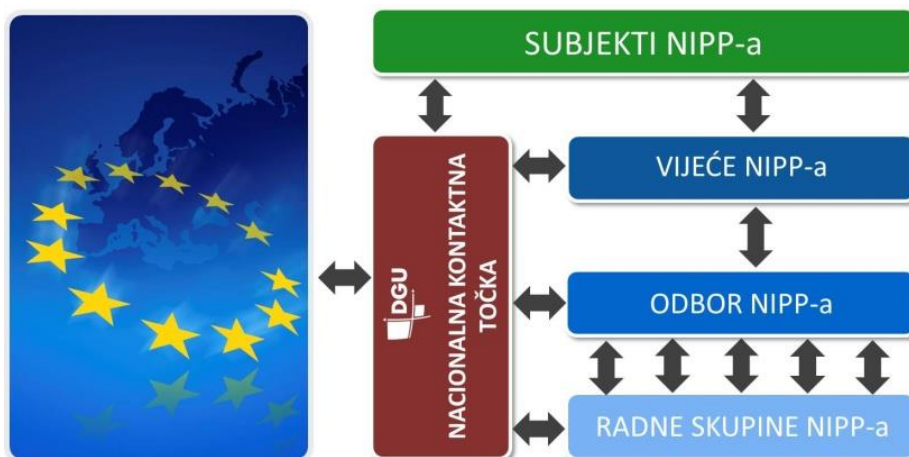 SUBJEKTI NIPP-a
VIJEĆE NIPP-a
DGU
NACIONALNA KONTAKTNA
TOČKA
ODBOR NIPP-a
RADNE SKUPINE NIPP-a